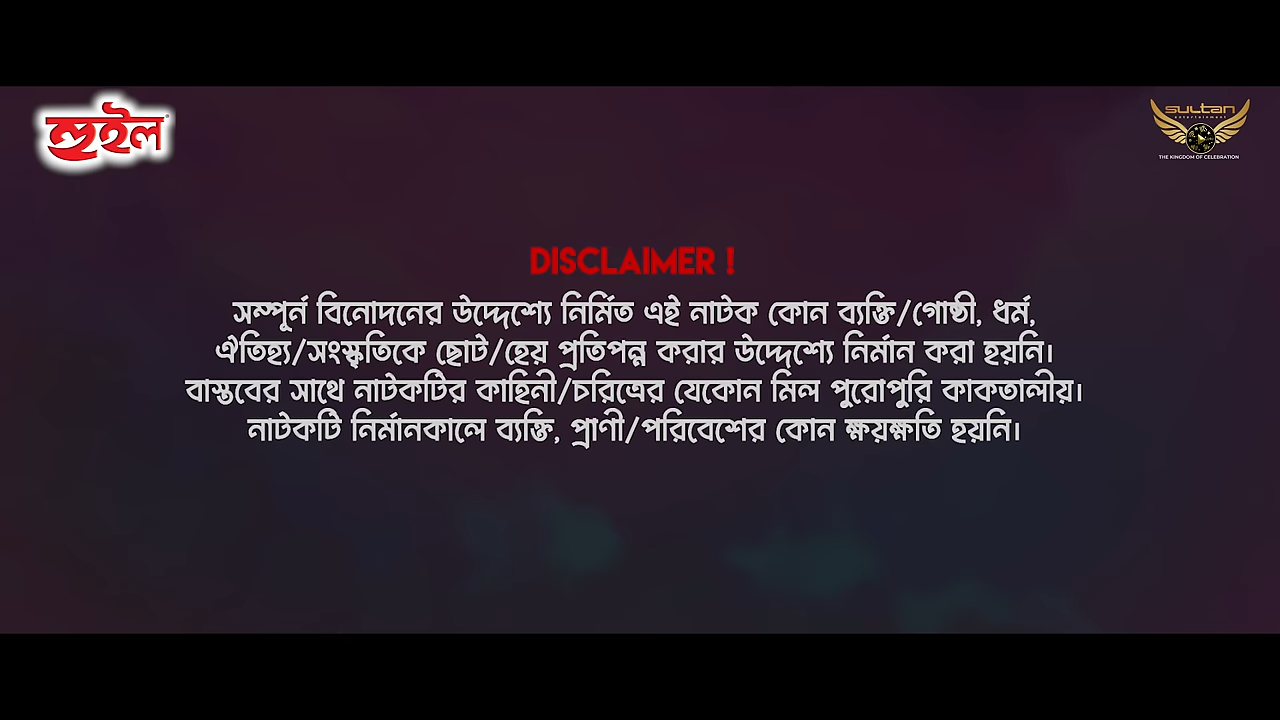 হুইল
sultan
entertainment
THE KINGDOM OF CELEBRATION
DISCLAIMER !
সম্পূর্ন বিনোদনের উদ্দেশ্যে নির্মিত এই নাটক কোন ব্যক্তি/গোষ্ঠী, ধর্ম,
ঐতিহ্য/সংস্কৃতিকে ছোট/হেয় প্রতিপন্ন করার উদ্দেশ্যে নির্মান করা হয়নি।
বাস্তবের সাথে নাটকটির কাহিনী/চরিত্রের যেকোন মিল পুরোপুরি কাকতালীয়।
নাটকটি নির্মানকালে ব্যক্তি, প্রাণী/পরিবেশের কোন ক্ষয়ক্ষতি হয়নি।